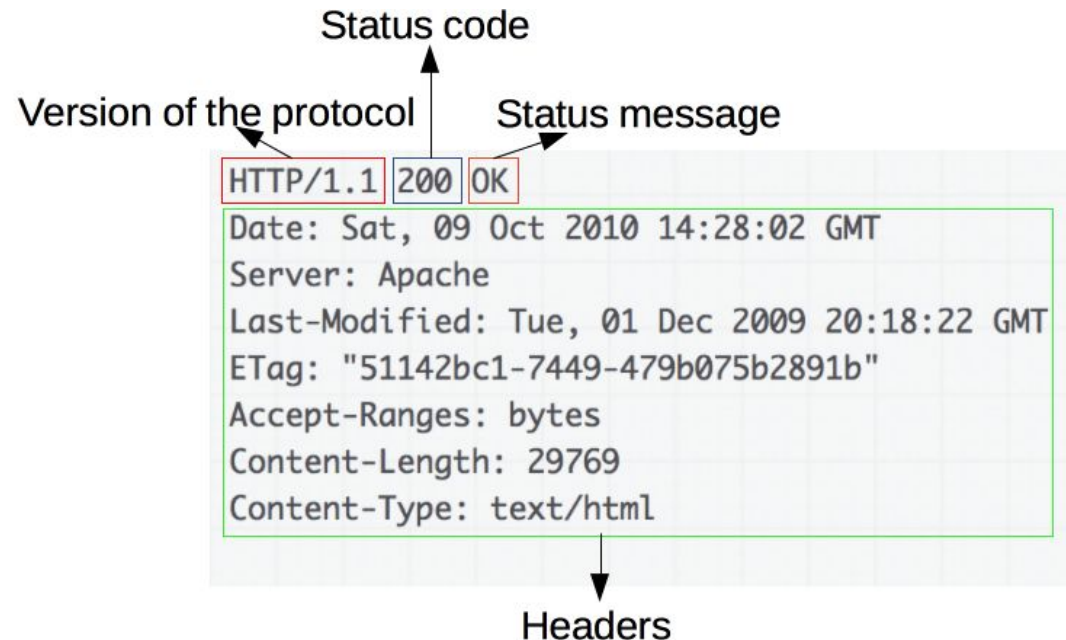 Status code
Version of the protocol Status message
HTTP/1.1 200 OK
Date: Sat, 09 Oct 2010 14:28:02 GMT
Server: Apache
Last-Modified: Tue, 01 Dec 2009 20:18:22 GMT
ETag: "51142bc1-7449-479b075b2891b"
Accept-Ranges: bytes
Content-Length: 29769
Content-Type: text/html
Headers